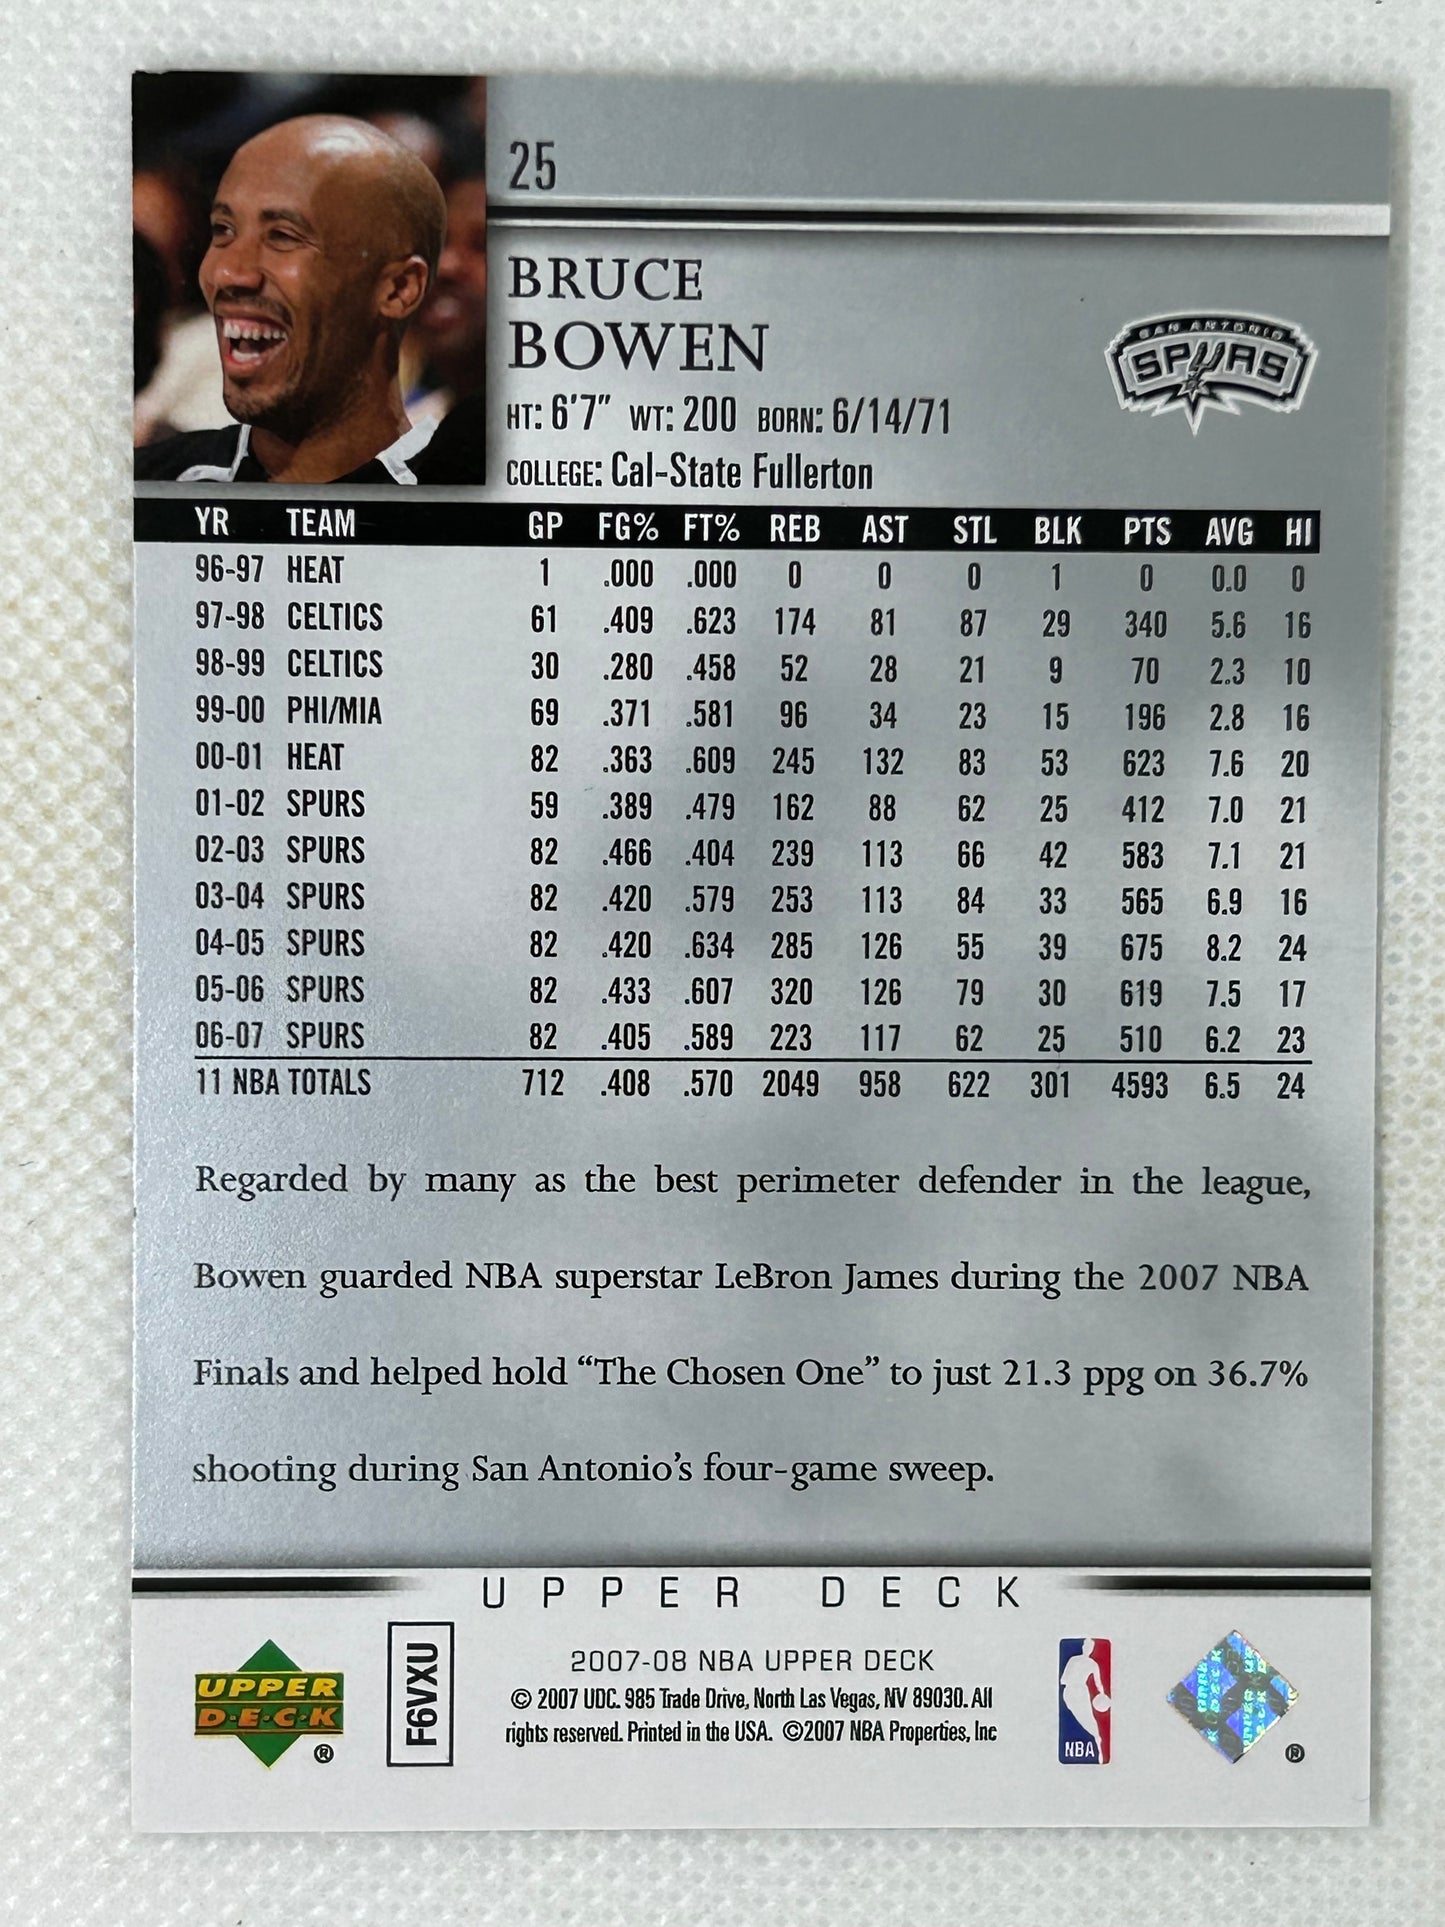 25
BRUCE
BOWEN
HT: 6'7" WT: 200 BORN: 6/14/71
COLLEGE: Cal-State Fullerton
SAN ANTONIO
SPURS
YR TEAM GP FG% FT% REB AST STL BLK PTS AVG HI
96-97 HEAT 1 .000 .000 0 0 0 1 0 0.0 0
97-98 CELTICS 61 .409 .623 174 81 87 29 340 5.6 16
98-99 CELTICS 30 .280 .458 52 28 21 9 70 2.3 10
99-00 PHI/MIA 69 .371 .581 96 34 23 15 196 2.8 16
00-01 HEAT 82 .363 .609 245 132 83 53 623 7.6 20
01-02 SPURS 59 .389 .479 162 88 62 25 412 7.0 21
02-03 SPURS 82 .466 .404 239 113 66 42 583 7.1 21
03-04 SPURS 82 .420 .579 253 113 84 33 565 6.9 16
04-05 SPURS 82 .420 .634 285 126 55 39 675 8.2 24
05-06 SPURS 82 .433 .607 320 126 79 30 619 7.5 17
06-07 SPURS 82 .405 .589 223 117 62 25 510 6.2 23
11 NBA TOTALS 712 .408 .570 2049 958 622 301 4593 6.5 24
Regarded by many as the best perimeter defender in the league,
Bowen guarded NBA superstar LeBron James during the 2007 NBA
Finals and helped hold “The Chosen One” to just 21.3 ppg on 36.7%
shooting during San Antonio’s four-game sweep.
UPPER DECK
UPPER
D·E·C·K
®
F6VXU
2007-08 NBA UPPER DECK
© 2007 UDC. 985 Trade Drive, North Las Vegas, NV 89030. All
rights reserved. Printed in the USA. ©2007 NBA Properties, Inc
NBA
®